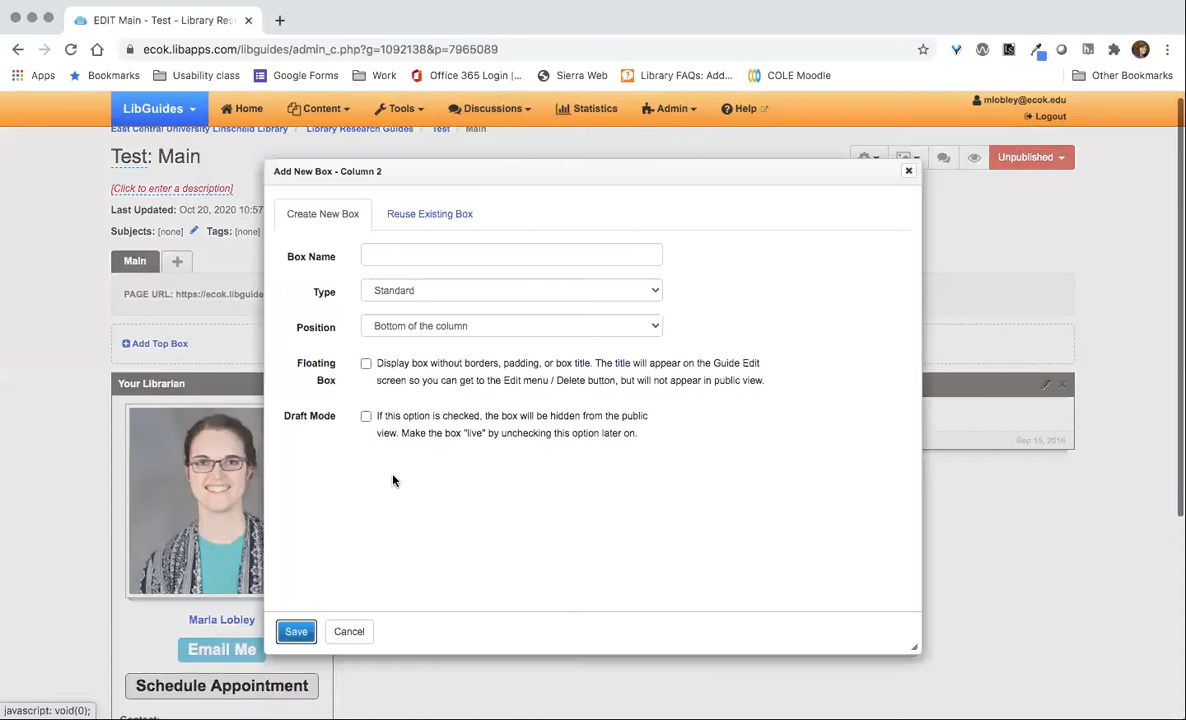 EDIT Main - Test - Library Res
ecok.libapps.com/libguides/admin_c.php?g=1092138&p=7965089
Apps Bookmarks Usability class Google Forms Work Office 365 Login |... Sierra Web Library FAQs: Add... COLE Moodle Other Bookmarks
LibGuides Home Content Tools Discussions Statistics Admin Help
mlobley@ecok.edu
Logout
East Central University Linscheid Library / Library Research Guides / Test / Main
Test: Main
Unpublished
[Click to enter a description]
Last Updated: Oct 20, 2020 10:57
Subjects: [none] Tags: [none]
Main
PAGE URL: https://ecok.libguide
Add Top Box
Your Librarian
Sep 15, 2016
Maria Lobley
Email Me
Schedule Appointment
Contact:
Add New Box - Column 2
Create New Box Reuse Existing Box
Box Name
Type Standard
Position Bottom of the column
Floating Box
Display box without borders, padding, or box title. The title will appear on the Guide Edit
screen so you can get to the Edit menu / Delete button, but will not appear in public view.
Draft Mode
If this option is checked, the box will be hidden from the public
view. Make the box "live" by unchecking this option later on.
Save Cancel
javascript: void(0);